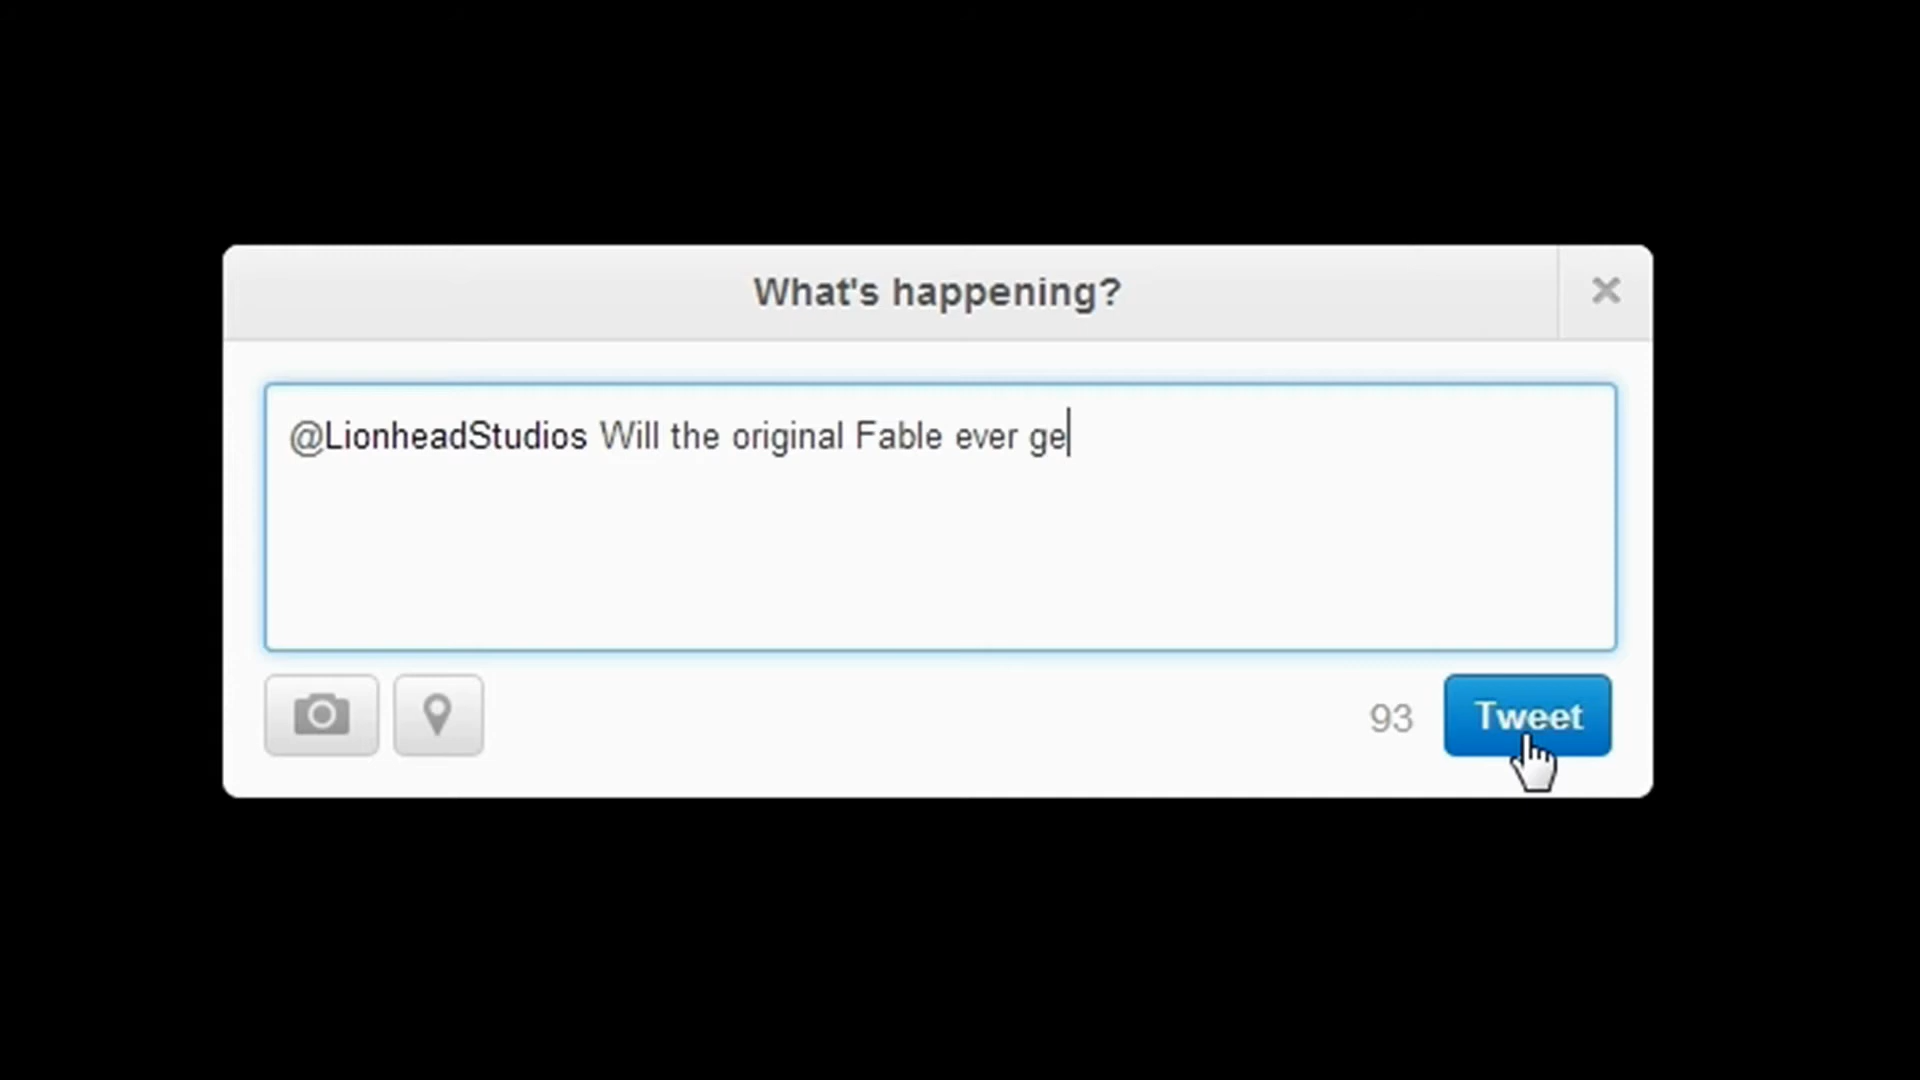 What's happening?
@LionheadStudios Will the original Fable ever ge
93
Tweet